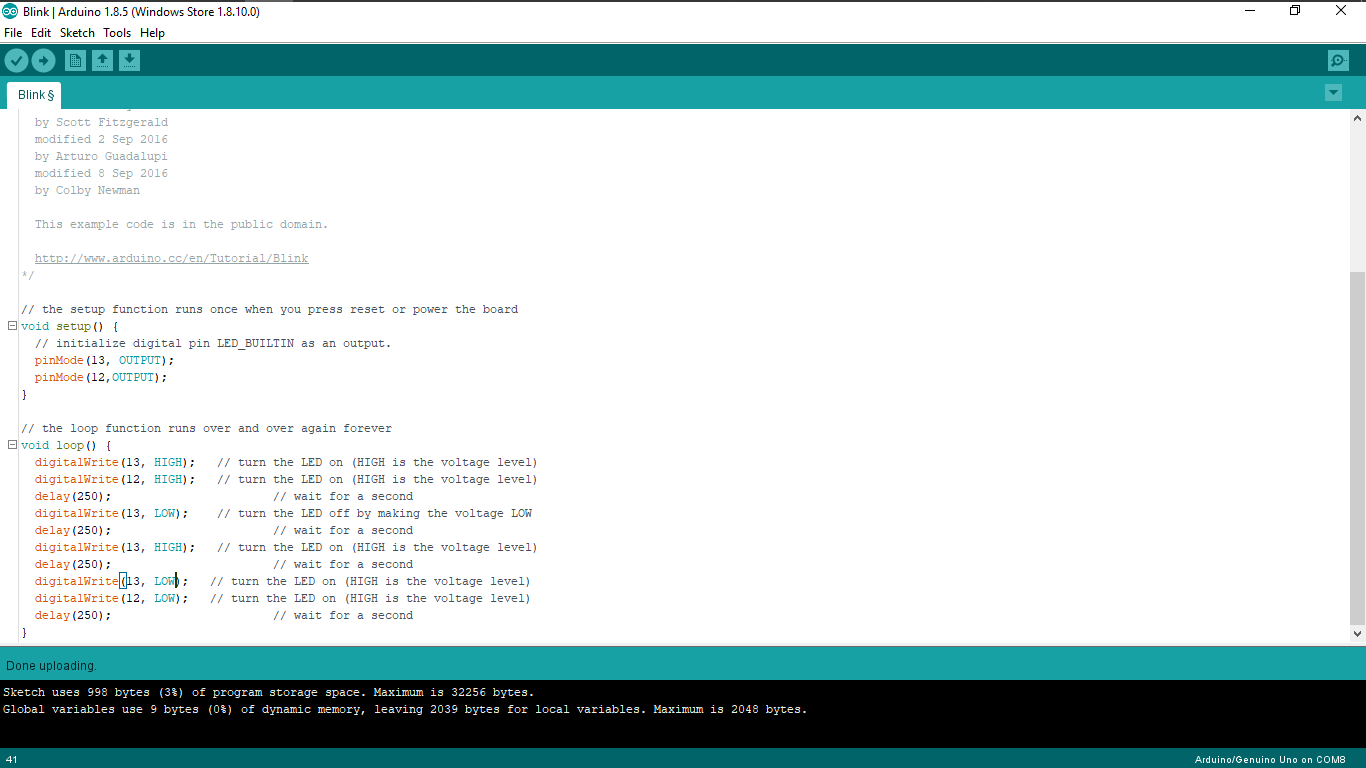 Blink | Arduino 1.8.5 (Windows Store 1.8.10.0)
File Edit Sketch Tools Help
Blink §
by Scott Fitzgerald
modified 2 Sep 2016
by Arturo Guadalupi
modified 8 Sep 2016
by Colby Newman
This example code is in the public domain.
http://www.arduino.cc/en/Tutorial/Blink
*/
// the setup function runs once when you press reset or power the board
void setup() {
// initialize digital pin LED_BUILTIN as an output.
pinMode(13, OUTPUT);
pinMode(12,OUTPUT);
}
// the loop function runs over and over again forever
void loop() {
digitalWrite(13, HIGH);   // turn the LED on (HIGH is the voltage level)
digitalWrite(12, HIGH);   // turn the LED on (HIGH is the voltage level)
delay(250);                       // wait for a second
digitalWrite(13, LOW);    // turn the LED off by making the voltage LOW
delay(250);                       // wait for a second
digitalWrite(13, HIGH);   // turn the LED on (HIGH is the voltage level)
delay(250);                       // wait for a second
digitalWrite(13, LOW);   // turn the LED on (HIGH is the voltage level)
digitalWrite(12, LOW);   // turn the LED on (HIGH is the voltage level)
delay(250);                       // wait for a second
}
Done uploading.
Sketch uses 998 bytes (3%) of program storage space. Maximum is 32256 bytes.
Global variables use 9 bytes (0%) of dynamic memory, leaving 2039 bytes for local variables. Maximum is 2048 bytes.
41
Arduino/Genuino Uno on COM8